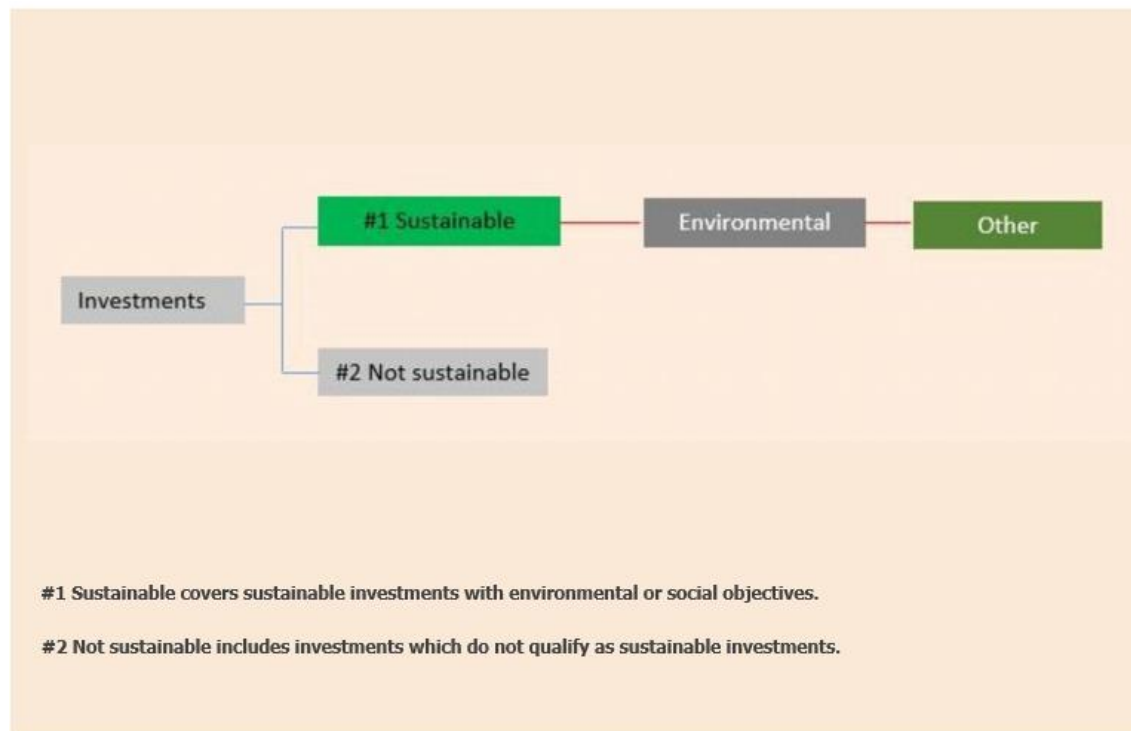 #1 Sustainable
Environmental
Other
Investments
#2 Not sustainable
#1 Sustainable covers sustainable investments with environmental or social objectives.
#2 Not sustainable includes investments which do not qualify as sustainable investments.